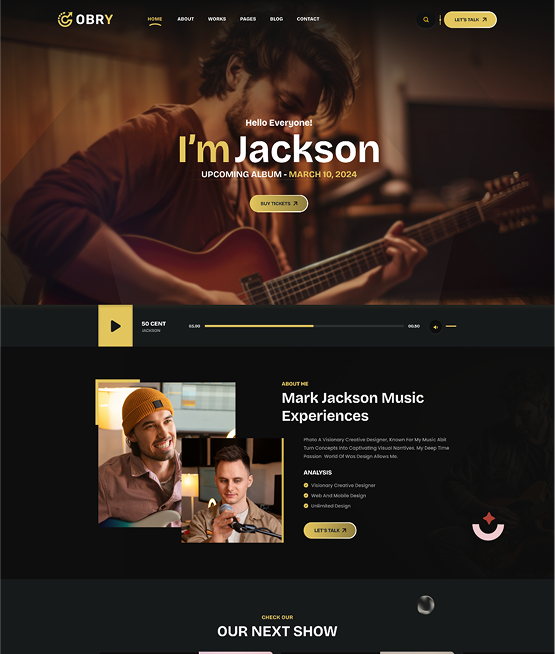 OBRY
HOME ABOUT WORKS PAGES BLOG CONTACT
LET'S TALK
Hello Everyone!
I'm Jackson
UPCOMING ALBUM - MARCH 10, 2024
BUY TICKETS
50 CENT
JACKSON
03.00
00.50
ABOUT ME
Mark Jackson Music
Experiences
Photo A Visionary Creative Designer, Known For My Music Abit
Turn Concepts Into Captivating Visual Narrtives. My Deep Time
Passion World Of Was Design Allows Me.
ANALYSIS
Visionary Creative Designer
Web And Mobile Design
Unlimited Design
LET'S TALK
CHECK OUR
OUR NEXT SHOW